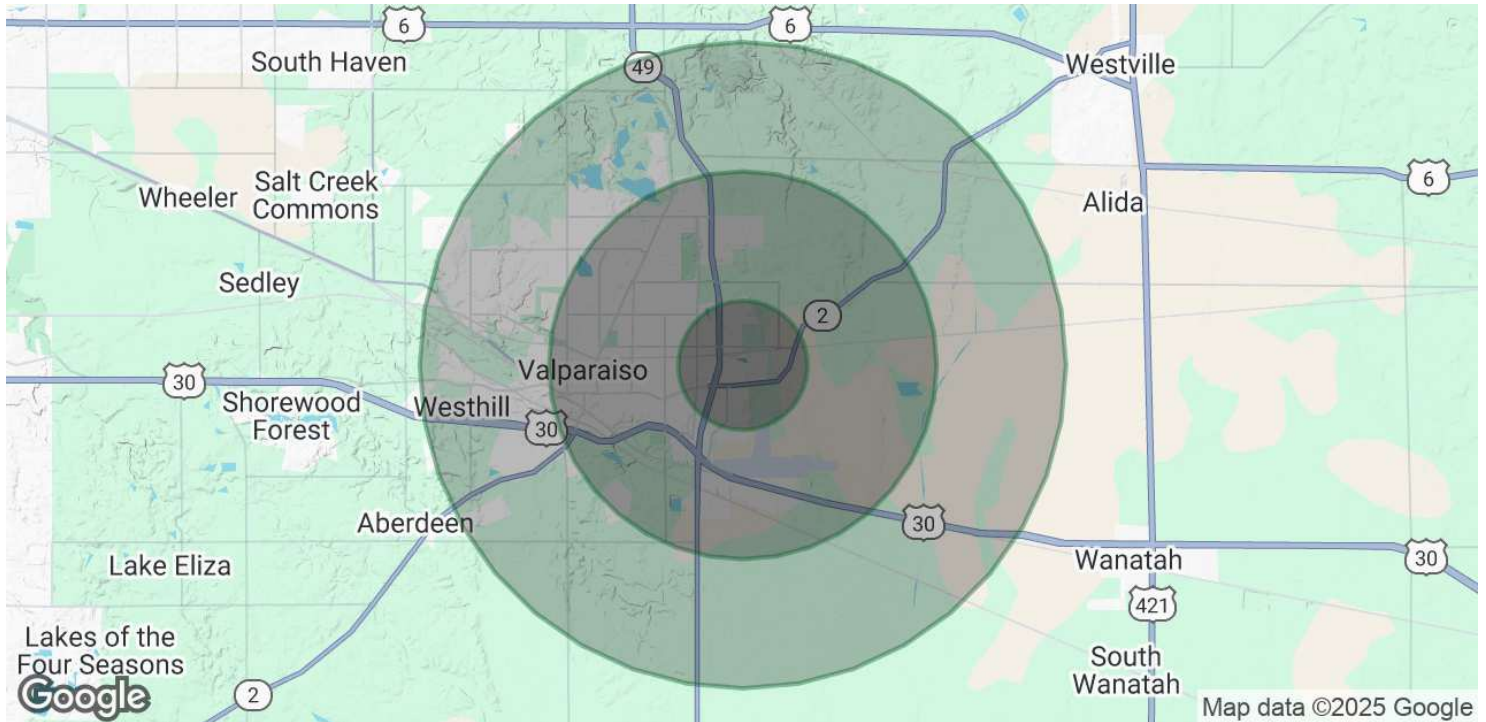 6
6
South Haven
49
Westville
Wheeler
Salt Creek
Commons
Alida
6
Sedley
2
30
Valparaiso
Shorewood
Forest
Westhill
30
Aberdeen
30
Lake Eliza
Wanatah
30
421
Lakes of the
Four Seasons
South
Wanatah
2
Google
Map data ©2025 Google